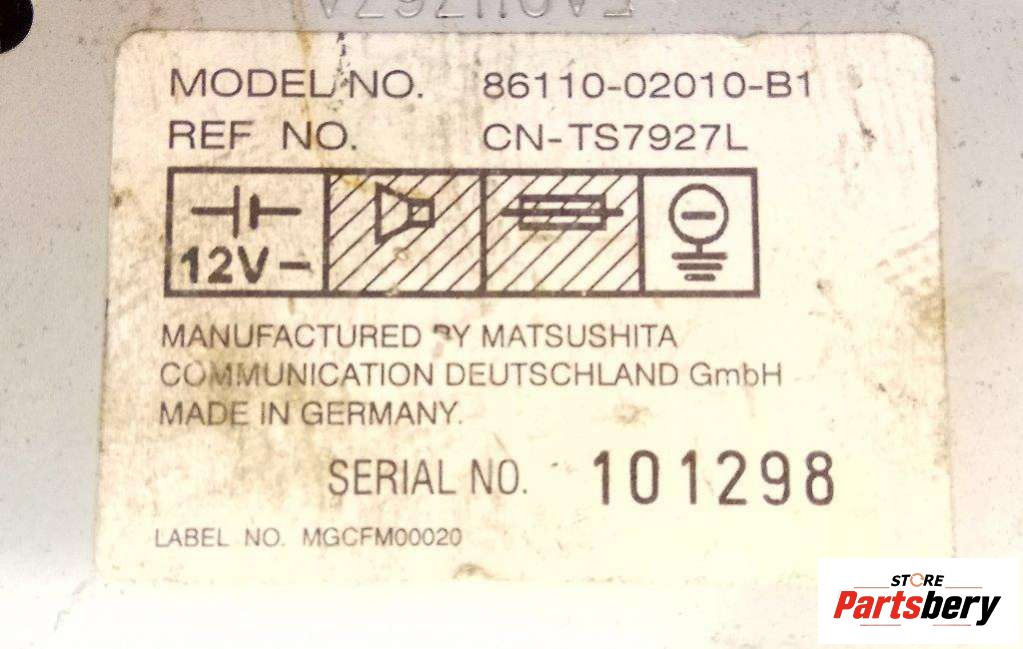 MODEL NO. 86110-02010-B1
REF NO. CN-TS7927L
12V
MANUFACTURED BY MATSUSHITA
COMMUNICATION DEUTSCHLAND GmbH
MADE IN GERMANY.
SERIAL NO. 101298
LABEL NO. MGCFM00020
STORE
Partsbery